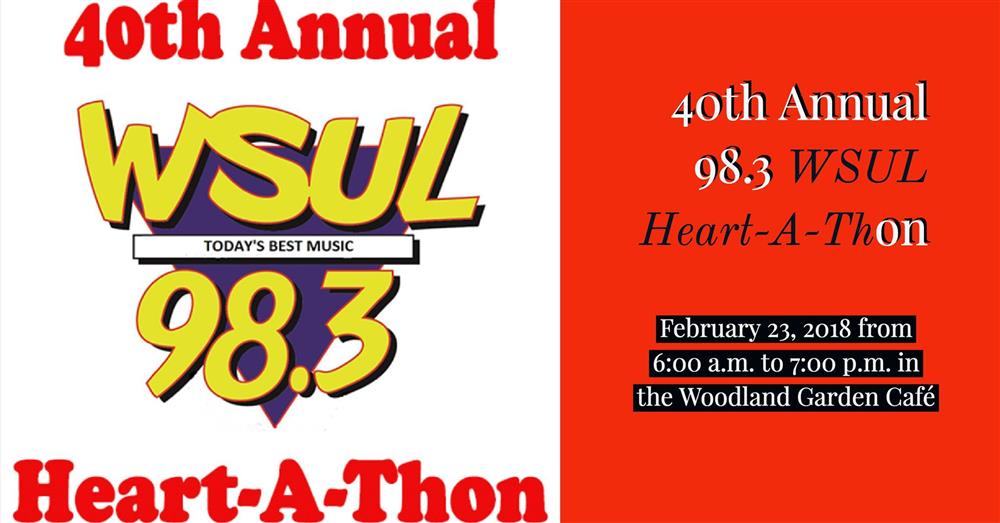 40th Annual
WSUL
TODAY'S BEST MUSIC
98.3
Heart-A-Thon
40th Annual
98.3 WSUL
Heart-A-Thon
February 23, 2018 from
6:00 a.m. to 7:00 p.m. in
the Woodland Garden Café